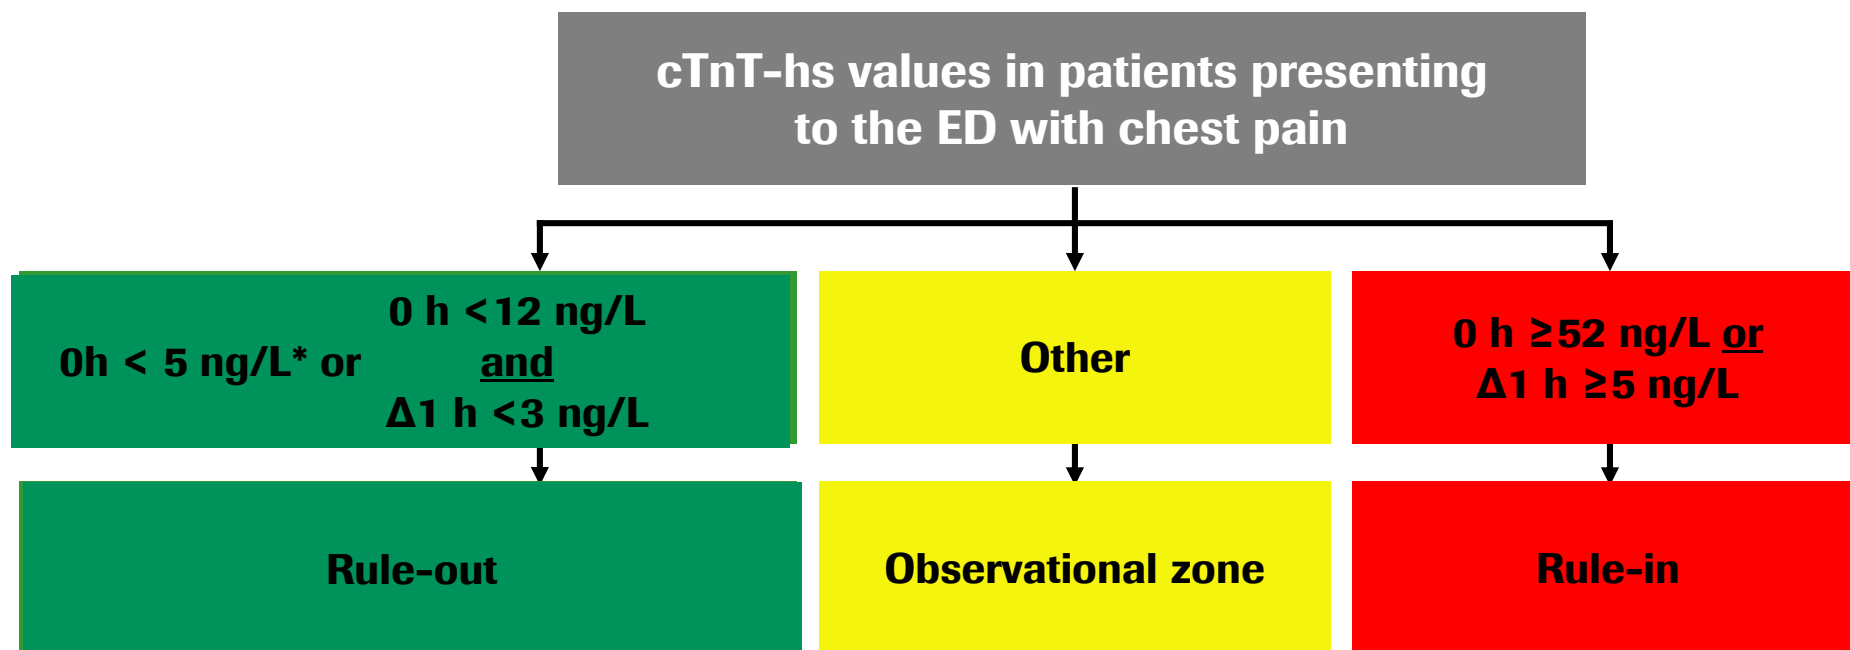 cTnT-hs values in patients presenting
to the ED with chest pain
0h < 5 ng/L* or
0 h <12 ng/L
and
Δ1 h <3 ng/L
Other
0 h ≥52 ng/L or
Δ1 h ≥5 ng/L
Rule-out
Observational zone
Rule-in